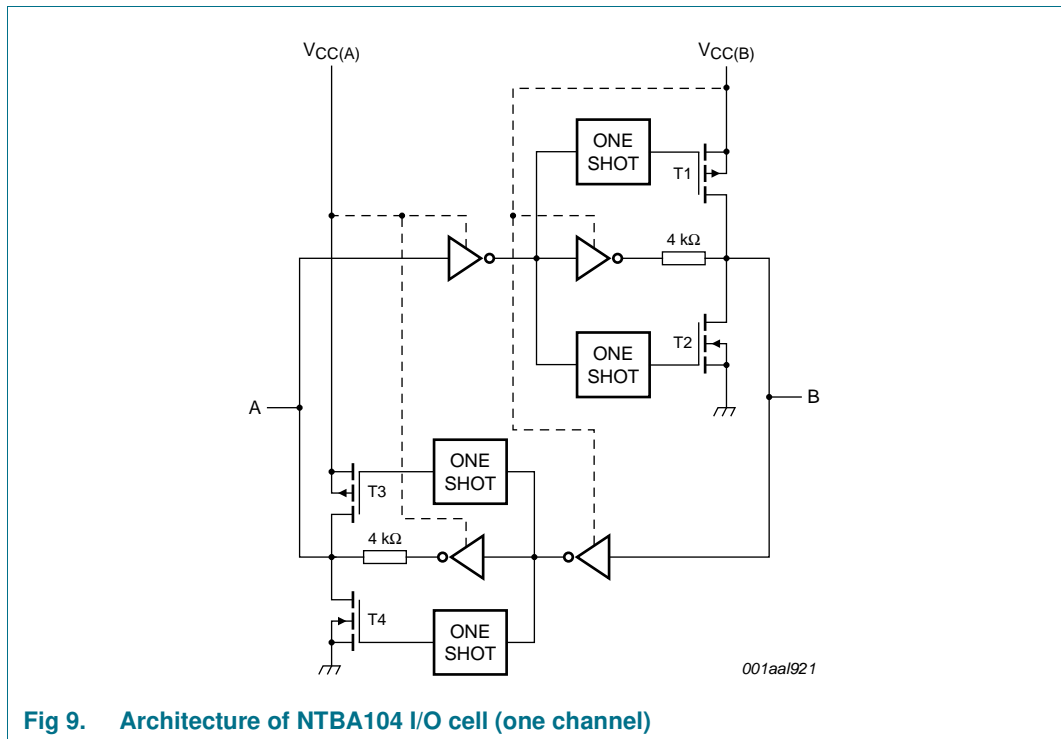 VCC(A)
VCC(B)
ONE
SHOT
T1
4 kΩ
ONE
SHOT
T2
A
B
ONE
SHOT
T3
4 kΩ
T4
ONE
SHOT
001aal921
Fig 9. Architecture of NTBA104 I/O cell (one channel)